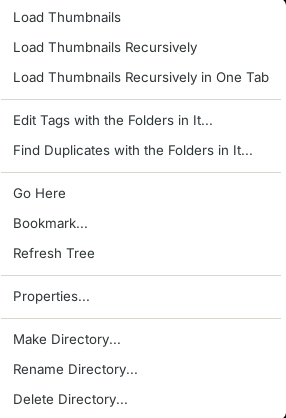 Load Thumbnails
Load Thumbnails Recursively
Load Thumbnails Recursively in One Tab
Edit Tags with the Folders in It...
Find Duplicates with the Folders in It...
Go Here
Bookmark...
Refresh Tree
Properties...
Make Directory...
Rename Directory...
Delete Directory...